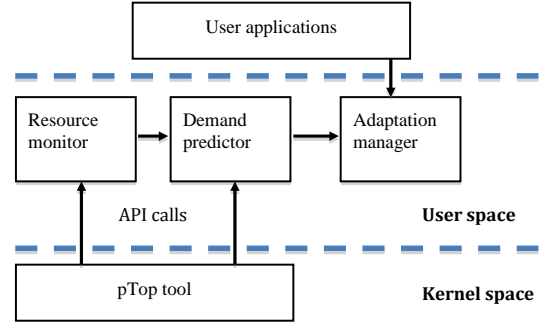 User applications
Resource
monitor
Demand
predictor
Adaptation
manager
API calls
User space
pTop tool
Kernel space